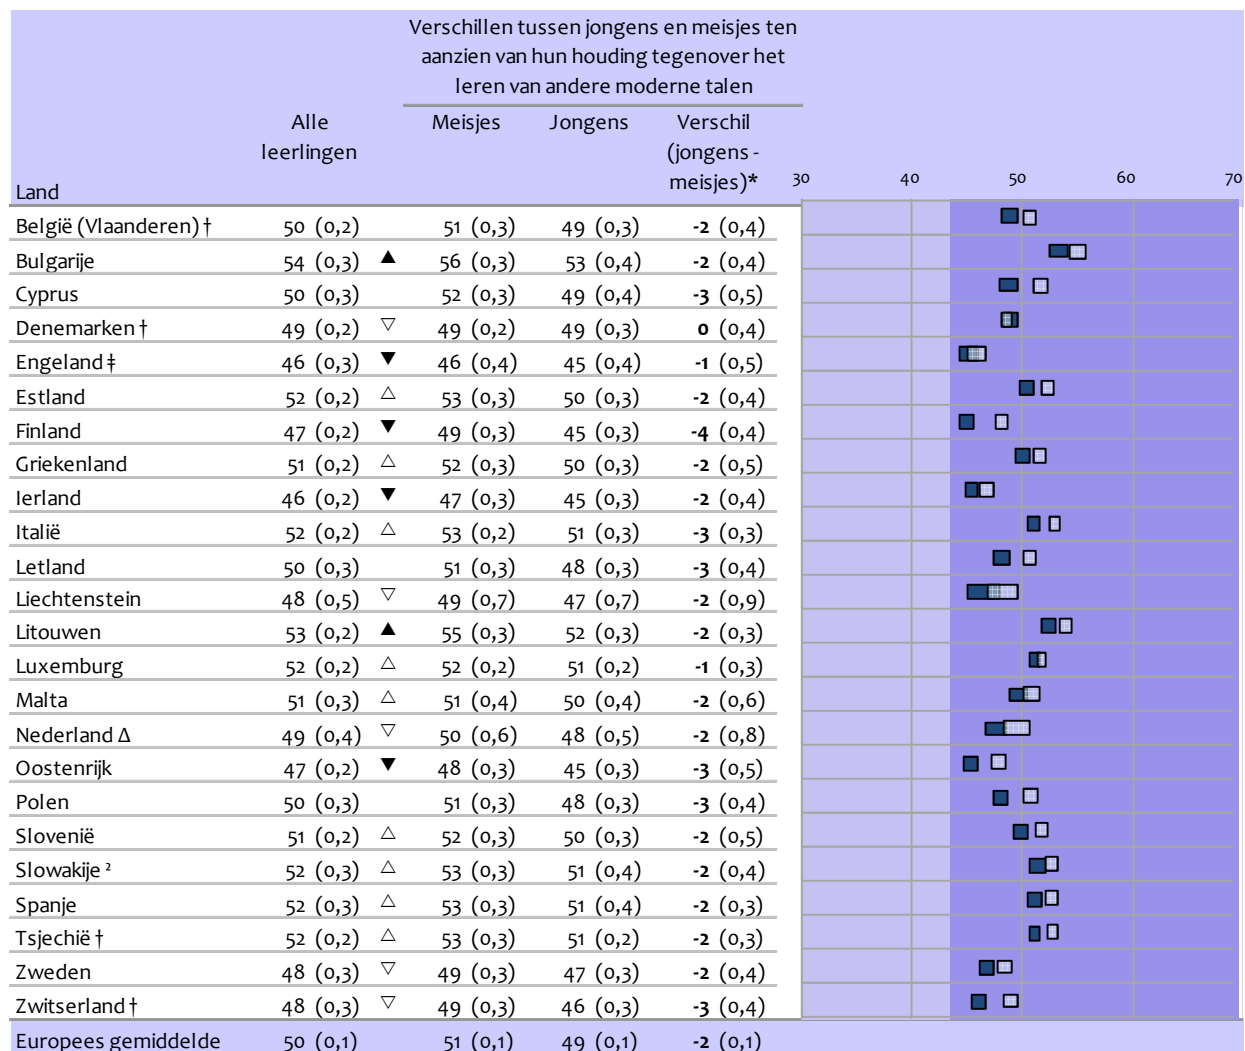 Verschillen tussen jongens en meisjes ten
aanzien van hun houding tegenover het
leren van andere moderne talen
Alle Meisjes Jongens Verschil
leerlingen (jongens -
Land meisjes)* 30 40 50 60 70
België (Vlaanderen) † 50 (0,2) 51 (0,3) 49 (0,3) -2 (0,4)
Bulgarije 54 (0,3) ▲ 56 (0,3) 53 (0,4) -2 (0,4)
Cyprus 50 (0,3) 52 (0,3) 49 (0,4) -3 (0,5)
Denemarken † 49 (0,2) ▽ 49 (0,2) 49 (0,3) 0 (0,4)
Engeland ‡ 46 (0,3) ▼ 46 (0,4) 45 (0,4) -1 (0,5)
Estland 52 (0,2) △ 53 (0,3) 50 (0,3) -2 (0,4)
Finland 47 (0,2) ▼ 49 (0,3) 45 (0,3) -4 (0,4)
Griekenland 51 (0,2) △ 52 (0,3) 50 (0,3) -2 (0,5)
Ierland 46 (0,2) ▼ 47 (0,3) 45 (0,3) -2 (0,4)
Italië 52 (0,2) △ 53 (0,2) 51 (0,3) -3 (0,3)
Letland 50 (0,3) 51 (0,3) 48 (0,3) -3 (0,4)
Liechtenstein 48 (0,5) ▽ 49 (0,7) 47 (0,7) -2 (0,9)
Litouwen 53 (0,2) ▲ 55 (0,3) 52 (0,3) -2 (0,3)
Luxemburg 52 (0,2) △ 52 (0,2) 51 (0,2) -1 (0,3)
Malta 51 (0,3) △ 51 (0,4) 50 (0,4) -2 (0,6)
Nederland Δ 49 (0,4) ▽ 50 (0,6) 48 (0,5) -2 (0,8)
Oostenrijk 47 (0,2) ▼ 48 (0,3) 45 (0,3) -3 (0,5)
Polen 50 (0,3) 51 (0,3) 48 (0,3) -3 (0,4)
Slovenië 51 (0,2) △ 52 (0,3) 50 (0,3) -2 (0,5)
Slowakije ² 52 (0,3) △ 53 (0,3) 51 (0,4) -2 (0,4)
Spanje 52 (0,3) △ 53 (0,3) 51 (0,4) -2 (0,3)
Tsjechië † 52 (0,2) △ 53 (0,3) 51 (0,2) -2 (0,3)
Zweden 48 (0,3) ▽ 49 (0,3) 47 (0,3) -2 (0,4)
Zwitserland † 48 (0,3) ▽ 49 (0,3) 46 (0,3) -3 (0,4)
Europees gemiddelde 50 (0,1) 51 (0,1) 49 (0,1) -2 (0,1)